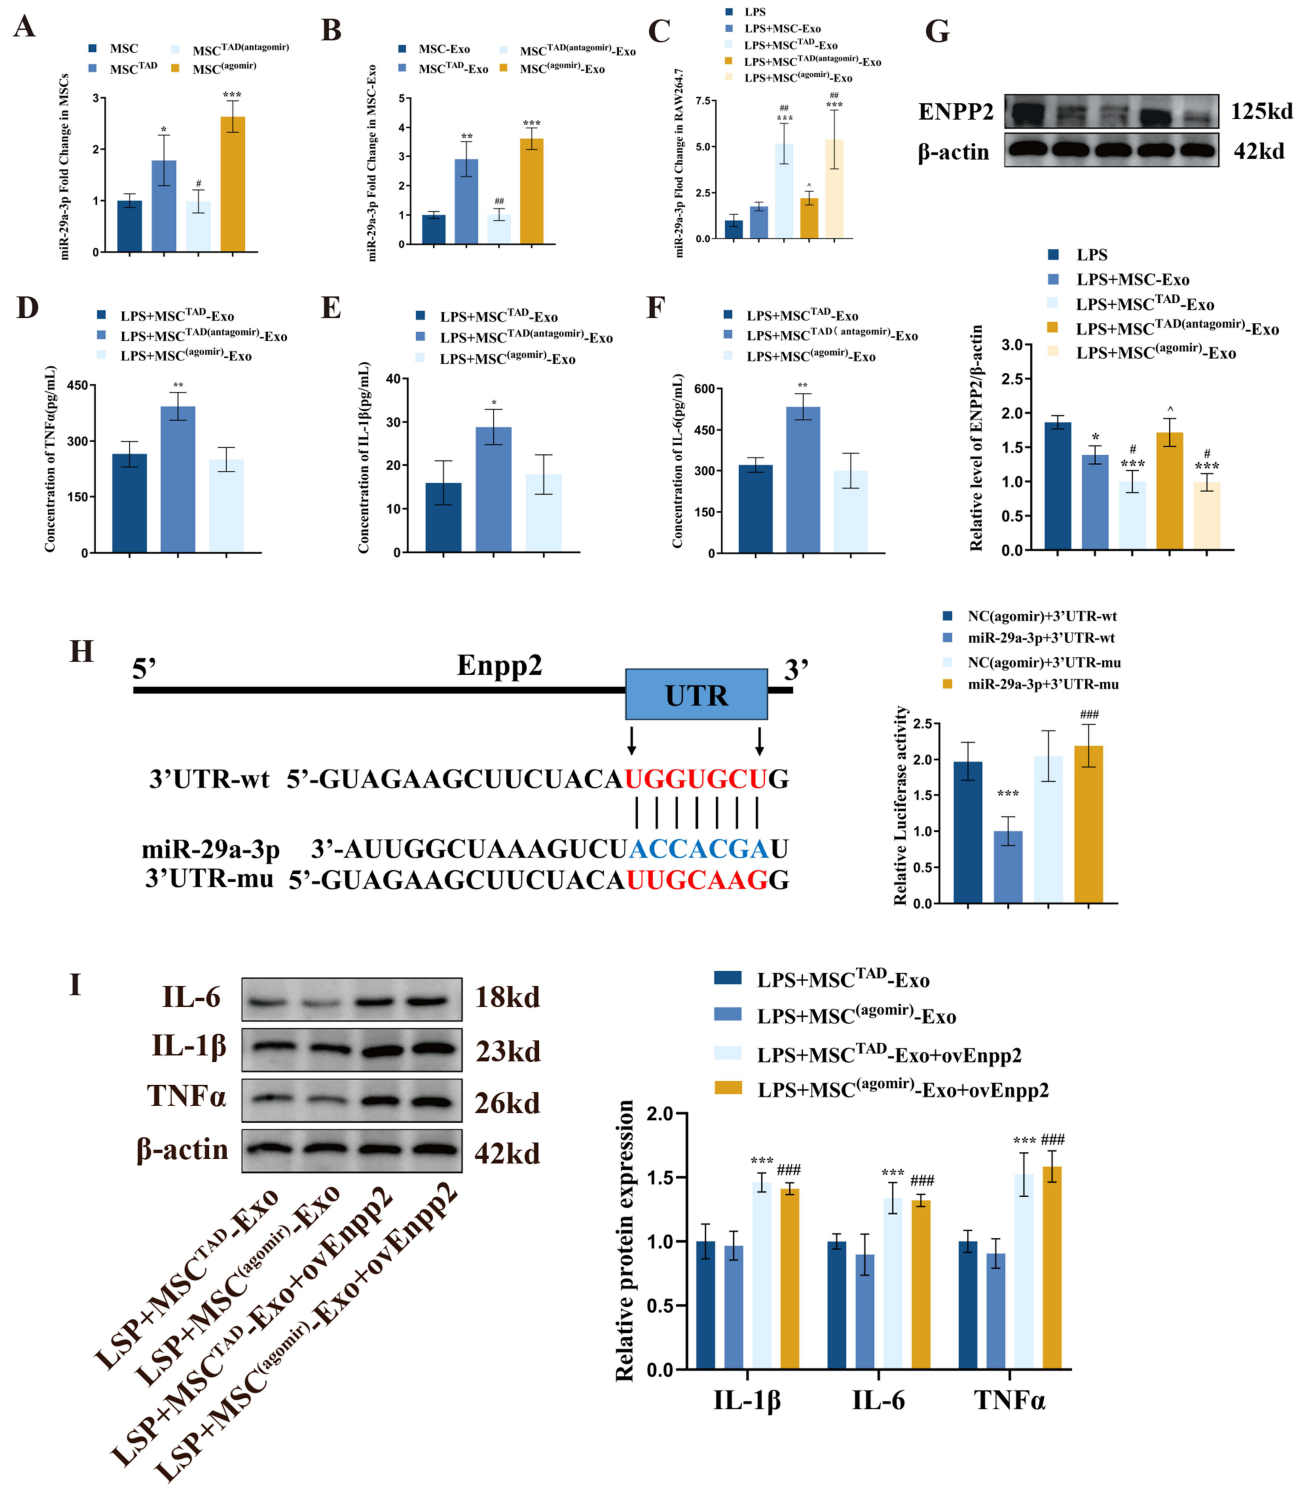 A
MSC
MSC^TAD
MSC^TAD(antagomir)
MSC^(agomir)
miR-29a-3p Fold Change in MSCs
3
2
1
0
*
#
***
B
MSC-Exo
MSC^TAD-Exo
MSC^TAD(antagomir)-Exo
MSC^(agomir)-Exo
miR-29a-3p Fold Change in MSC-Exo
5
4
3
2
1
0
**
##
***
C
LPS
LPS+MSC-Exo
LPS+MSC^TAD-Exo
LPS+MSC^TAD(antagomir)-Exo
LPS+MSC^(agomir)-Exo
miR-29a-3p Flod Change in RAW264.7
7.5
5.0
2.5
0.0
##
***
^
##
***
G
ENPP2
125kd
β-actin
42kd
LPS
LPS+MSC-Exo
LPS+MSC^TAD-Exo
LPS+MSC^TAD(antagomir)-Exo
LPS+MSC^(agomir)-Exo
Relative level of ENPP2/β-actin
3.0
2.5
2.0
1.5
1.0
0.5
0.0
*
#
***
^
#
***
D
LPS+MSC^TAD-Exo
LPS+MSC^TAD(antagomir)-Exo
LPS+MSC^(agomir)-Exo
Concentration of TNFα(pg/mL)
450
300
150
0
**
E
LPS+MSC^TAD-Exo
LPS+MSC^TAD(antagomir)-Exo
LPS+MSC^(agomir)-Exo
Concentration of IL-1β(pg/mL)
40
30
20
10
0
*
F
LPS+MSC^TAD-Exo
LPS+MSC^TAD( antagomir)-Exo
LPS+MSC^(agomir)-Exo
Concentration of IL-6(pg/mL)
600
450
300
150
0
**
H
5’
Enpp2
UTR
3’
3’UTR-wt 5’-GUAGAAGCUUCUACAUGGUGCUG
miR-29a-3p 3’-AUUGGCUAAAGUCUACCACGAU
3’UTR-mu 5’-GUAGAAGCUUCUACAUUGCAAGG
NC(agomir)+3’UTR-wt
miR-29a-3p+3’UTR-wt
NC(agomir)+3’UTR-mu
miR-29a-3p+3’UTR-mu
Relative Luciferase activity
2.5
2.0
1.5
1.0
0.5
0.0
***
###
I
IL-6
18kd
IL-1β
23kd
TNFα
26kd
β-actin
42kd
LSP+MSC^TAD-Exo
LSP+MSC^(agomir)-Exo
LSP+MSC^TAD-Exo+ovEnpp2
LSP+MSC^(agomir)-Exo+ovEnpp2
LPS+MSC^TAD-Exo
LPS+MSC^(agomir)-Exo
LPS+MSC^TAD-Exo+ovEnpp2
LPS+MSC^(agomir)-Exo+ovEnpp2
Relative protein expression
2.0
1.5
1.0
0.5
0.0
***
###
***
###
***
###
IL-1β
IL-6
TNFα